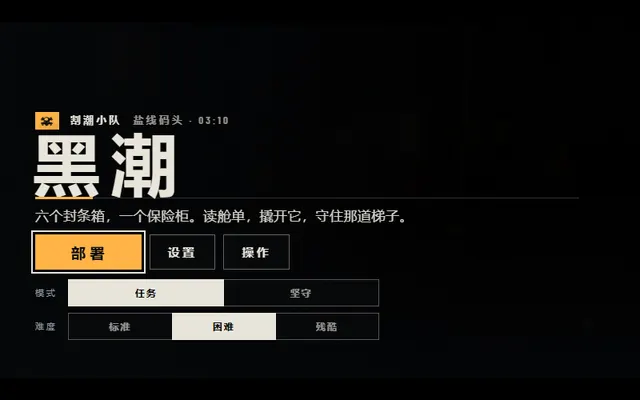 割潮小队 盐线码头 · 03:10
黑潮
六个封条箱，一个保险柜。读舱单，撬开它，守住那道梯子。
部署 设置 操作
模式 任务 坚守
难度 标准 困难 残酷